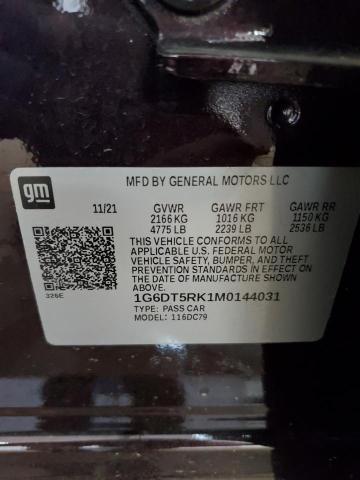 gm
MFD BY GENERAL MOTORS LLC
11/21 GVWR GAWR FRT GAWR RR
2166 KG 1016 KG 1150 KG
4775 LB 2239 LB 2536 LB
THIS VEHICLE CONFORMS TO ALL
APPLICABLE U.S. FEDERAL MOTOR
VEHICLE SAFETY, BUMPER, AND THEFT
PREVENTION STANDARDS IN EFFECT ON
THE DATE OF MANUFACTURE SHOWN
ABOVE.
326E
1G6DT5RK1M0144031
TYPE: PASS CAR
MODEL: 116DC79